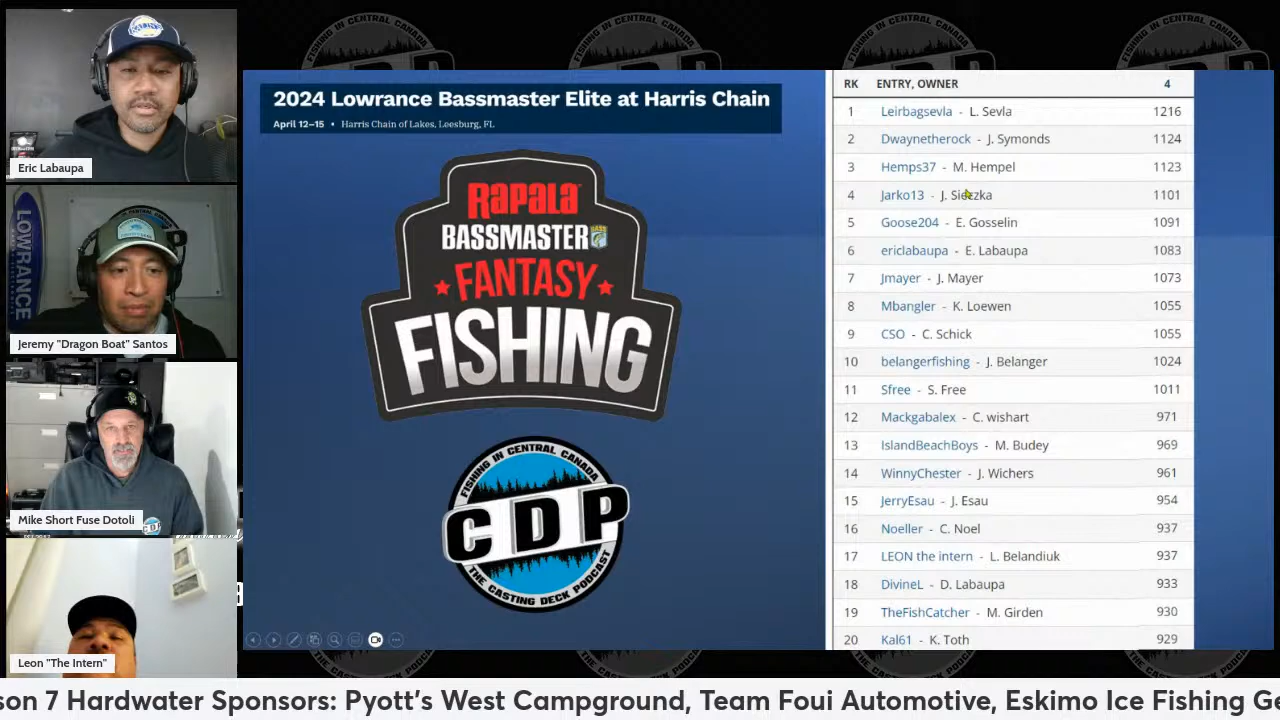 Eric Labaupa
LOWRANCE
Jeremy "Dragon Boat" Santos
CDP
Mike Short Fuse Dotoli
Leon "The Intern"
FISHING IN CENTRAL CANADA
2024 Lowrance Bassmaster Elite at Harris Chain
April 12–15 • Harris Chain of Lakes, Leesburg, FL
Rapala
BASSMASTER
FANTASY
FISHING
FISHING IN CENTRAL CANADA
CDP
THE CASTING DECK PODCAST
RK ENTRY, OWNER 4
1 Leirbagsevla - L. Sevla 1216
2 Dwaynetherock - J. Symonds 1124
3 Hemps37 - M. Hempel 1123
4 Jarko13 - J. Sieczka 1101
5 Goose204 - E. Gosselin 1091
6 ericlabaupa - E. Labaupa 1083
7 Jmayer - J. Mayer 1073
8 Mbangler - K. Loewen 1055
9 CSO - C. Schick 1055
10 belangerfishing - J. Belanger 1024
11 Sfree - S. Free 1011
12 Mackgabalex - C. wishart 971
13 IslandBeachBoys - M. Budey 969
14 WinnyChester - J. Wichers 961
15 JerryEsau - J. Esau 954
16 Noeller - C. Noel 937
17 LEON the intern - L. Belandiuk 937
18 DivineL - D. Labaupa 933
19 TheFishCatcher - M. Girden 930
20 Kal61 - K. Toth 929
son 7 Hardwater Sponsors: Pyott's West Campground, Team Foui Automotive, Eskimo Ice Fishing Ge